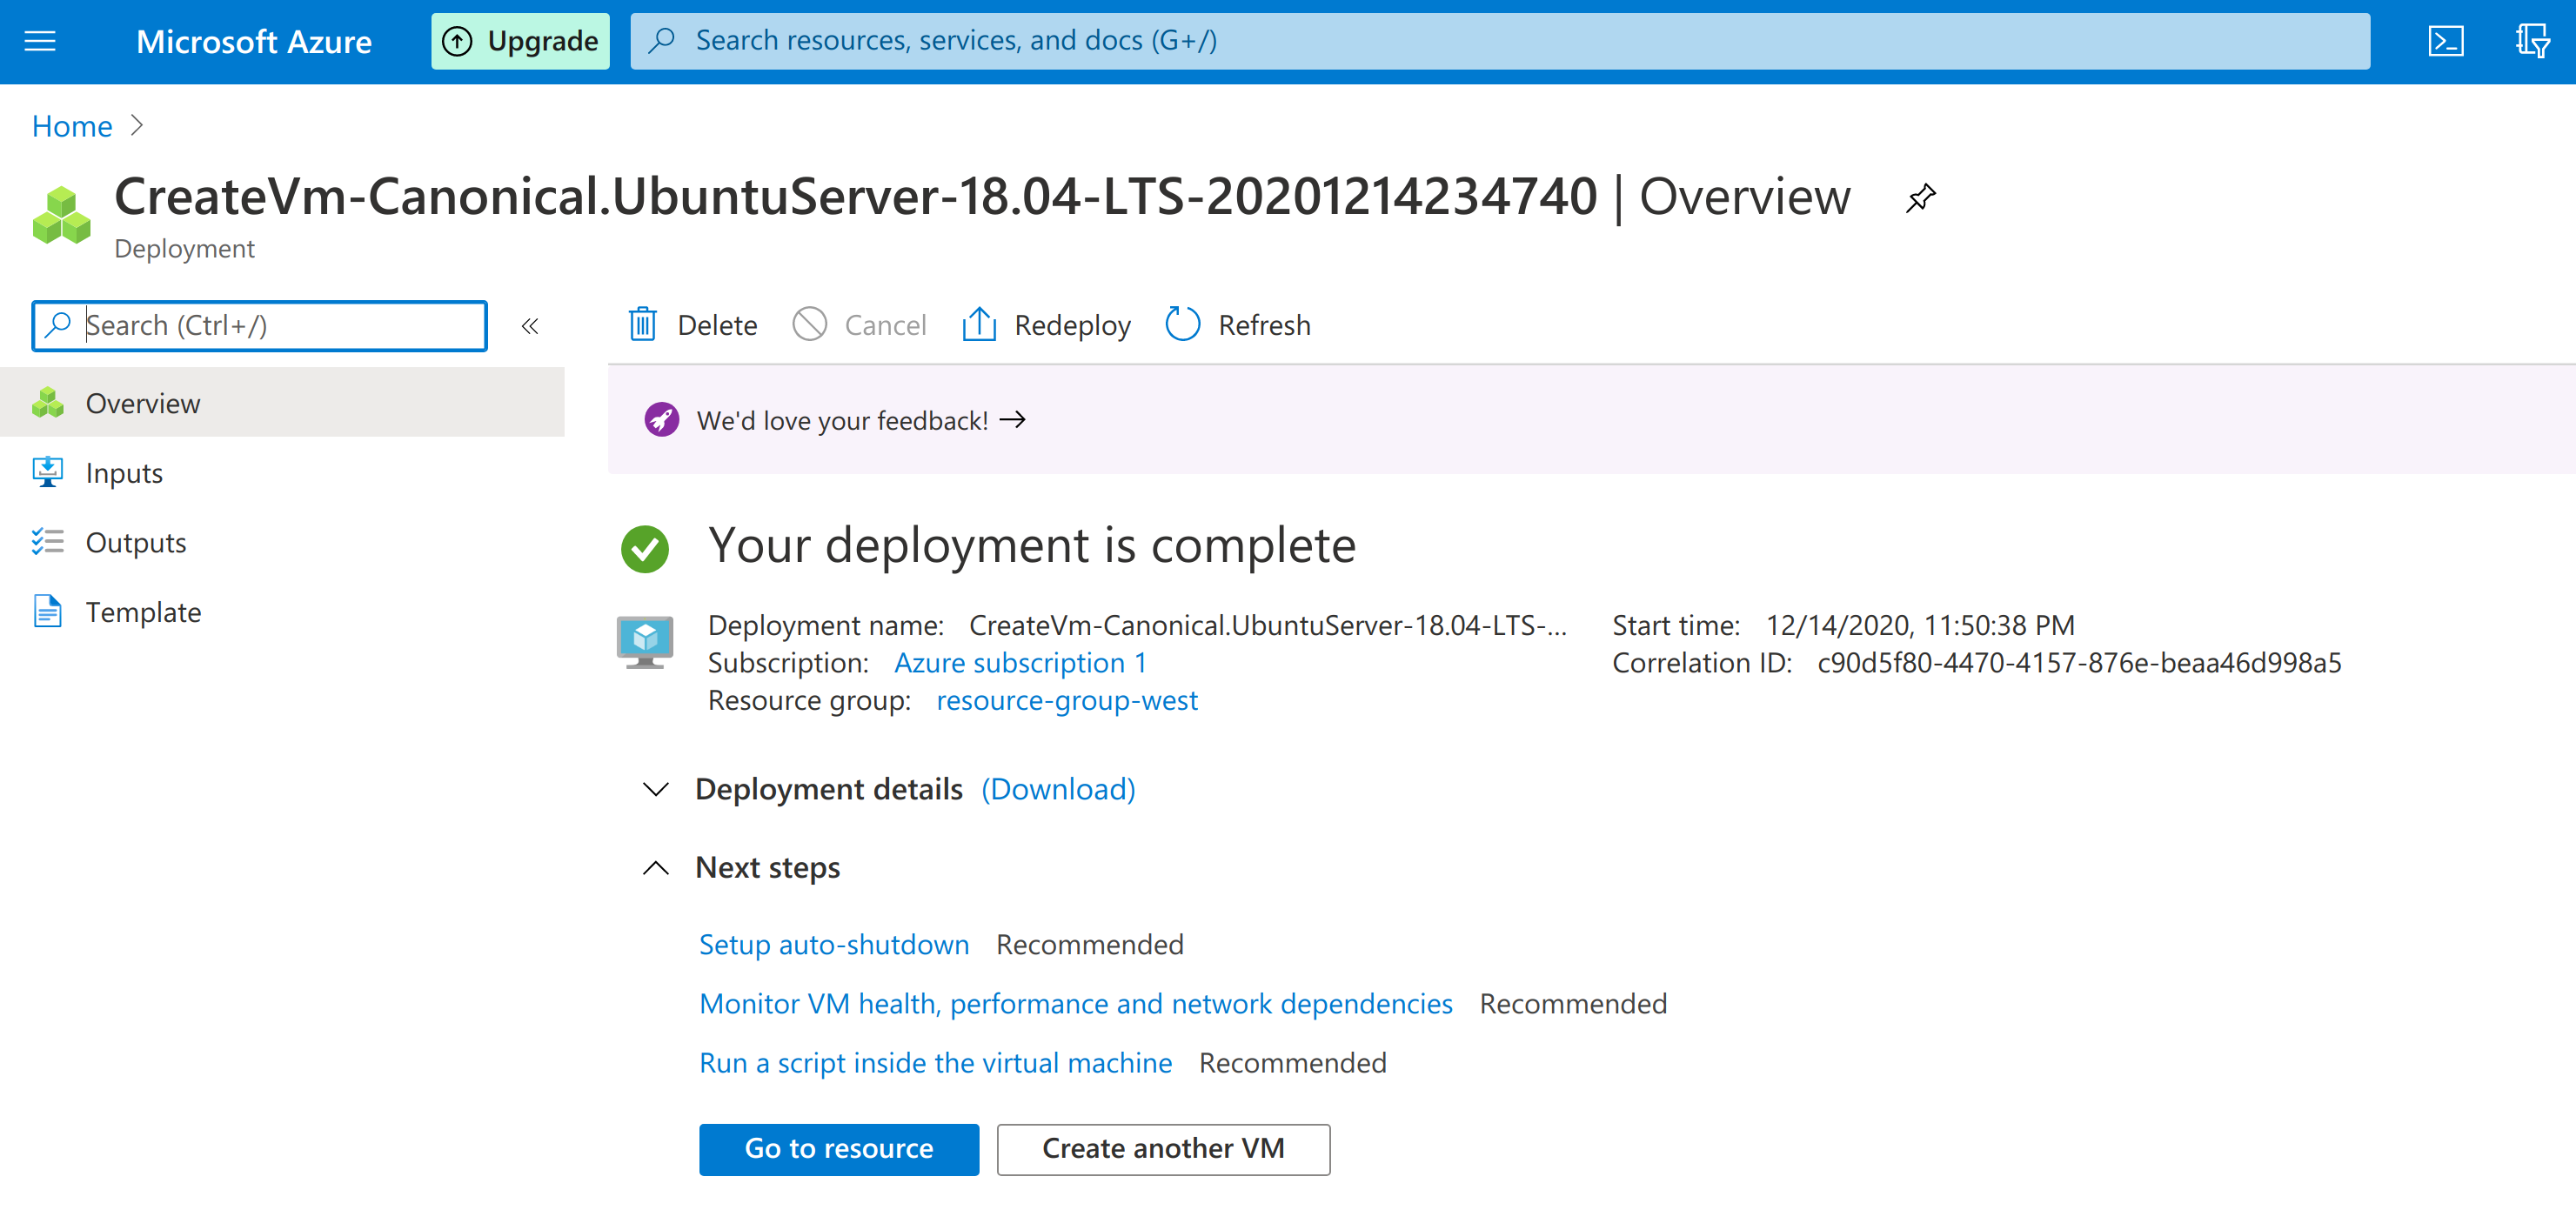 Microsoft Azure
Upgrade
Search resources, services, and docs (G+/)
Home
CreateVm-Canonical.UbuntuServer-18.04-LTS-20201214234740 | Overview
Deployment
Search (Ctrl+/)
«
Delete
Cancel
Redeploy
Refresh
Overview
Inputs
Outputs
Template
We'd love your feedback! →
Your deployment is complete
Deployment name: CreateVm-Canonical.UbuntuServer-18.04-LTS-...
Subscription: Azure subscription 1
Resource group: resource-group-west
Start time: 12/14/2020, 11:50:38 PM
Correlation ID: c90d5f80-4470-4157-876e-beaa46d998a5
Deployment details (Download)
Next steps
Setup auto-shutdown Recommended
Monitor VM health, performance and network dependencies Recommended
Run a script inside the virtual machine Recommended
Go to resource
Create another VM